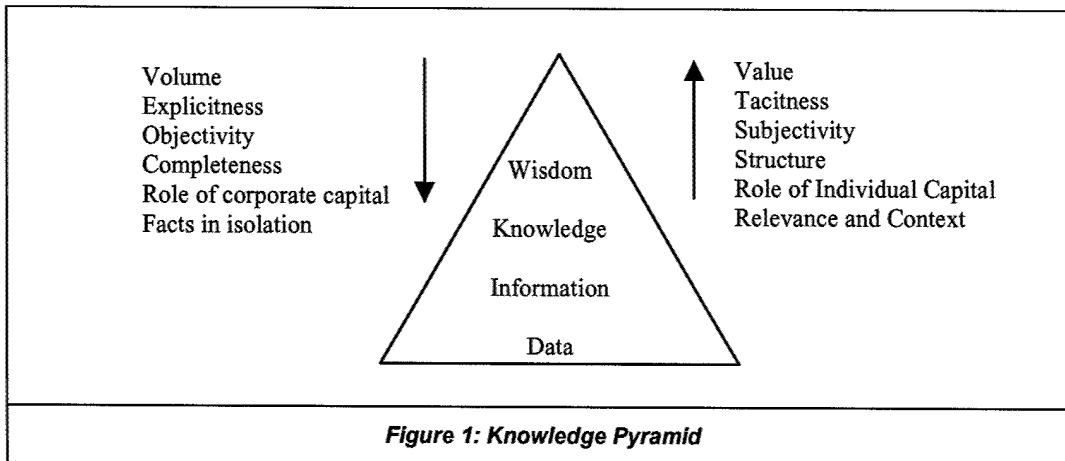 Volume
Explicitness
Objectivity
Completeness
Role of corporate capital
Facts in isolation
Wisdom
Knowledge
Information
Data
Value
Tacitness
Subjectivity
Structure
Role of Individual Capital
Relevance and Context
Figure 1: Knowledge Pyramid